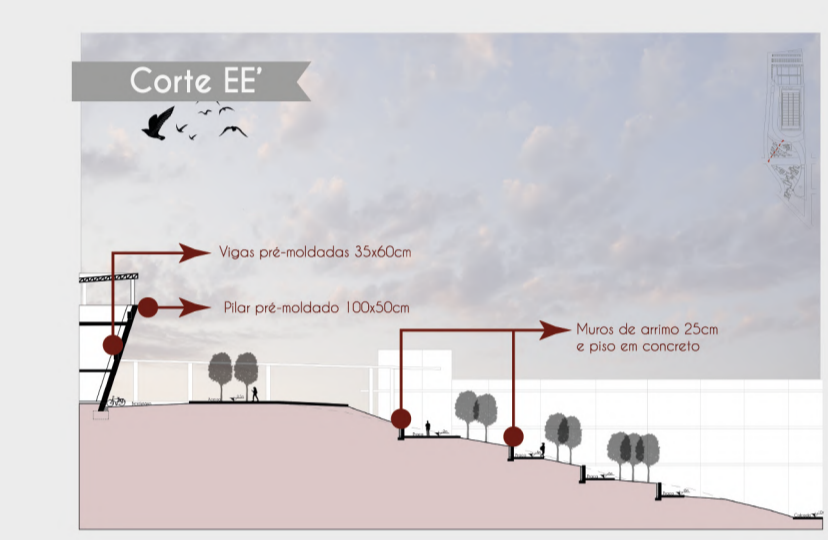 Corte EE'
Vigas pré-moldadas 35x60cm
Pilar pré-moldado 100x50cm
Muros de arrimo 25cm
e piso em concreto